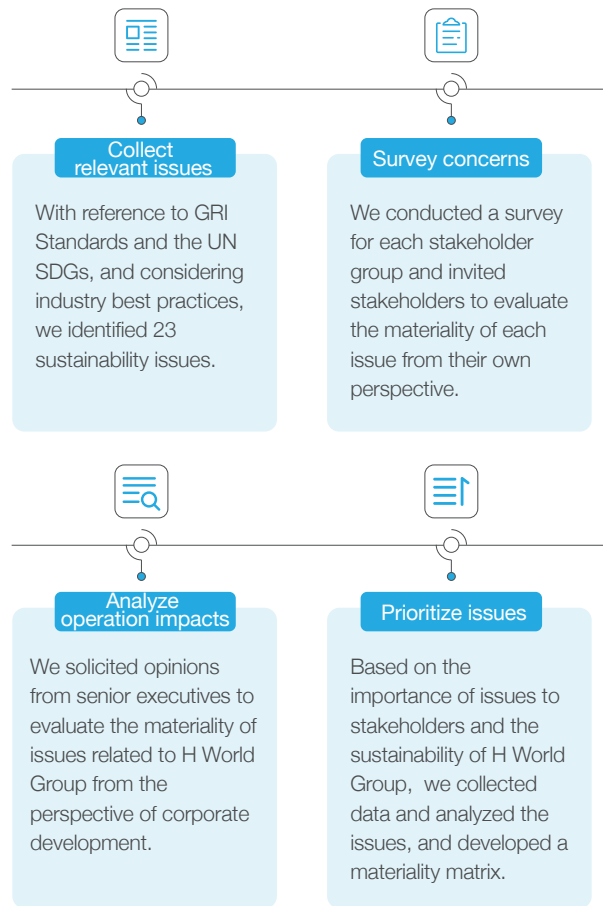 Collect
relevant issues
With reference to GRI
Standards and the UN
SDGs, and considering
industry best practices,
we identified 23
sustainability issues.
Survey concerns
We conducted a survey
for each stakeholder
group and invited
stakeholders to evaluate
the materiality of each
issue from their own
perspective.
Analyze
operation impacts
We solicited opinions
from senior executives to
evaluate the materiality of
issues related to H World
Group from the
perspective of corporate
development.
Prioritize issues
Based on the
importance of issues to
stakeholders and the
sustainability of H World
Group, we collected
data and analyzed the
issues, and developed a
materiality matrix.